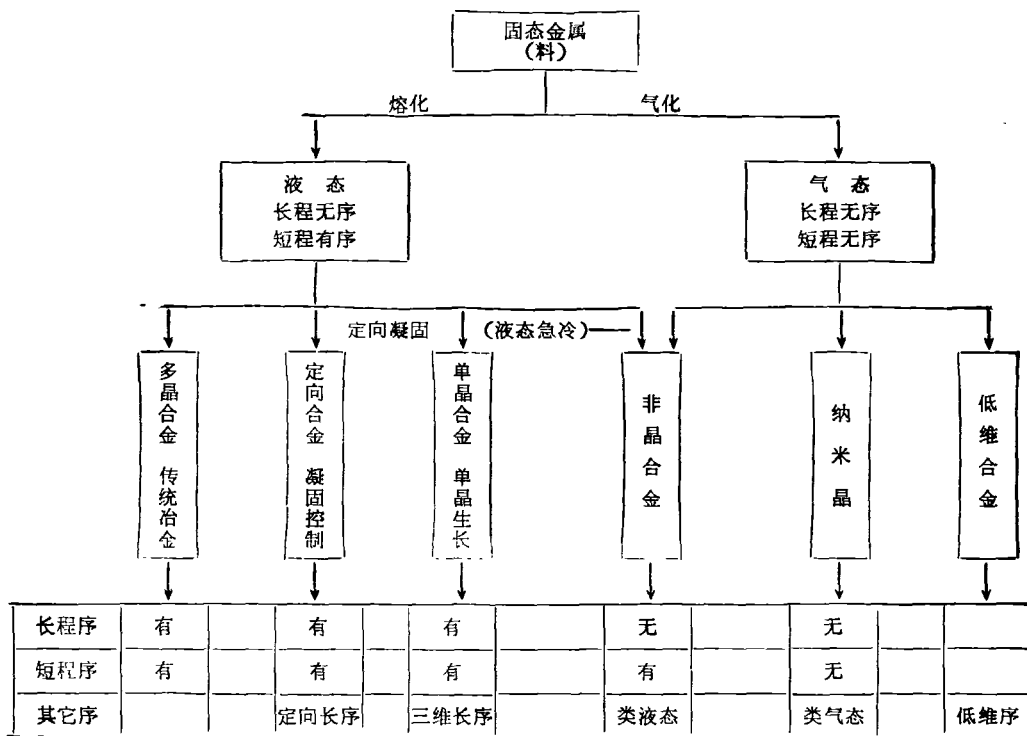 固态金属
（料）
熔化
气化
液 态
长程无序
短程有序
气 态
长程无序
短程无序
定向凝固
（液态急冷）
多晶合金 传统冶金
定向合金 凝固控制
单晶合金 单晶生长
非晶合金
纳米晶
低维合金
长程序 有 有 有 无 无
短程序 有 有 有 有 无
其它序 定向长序 三维长序 类液态 类气态 低维序